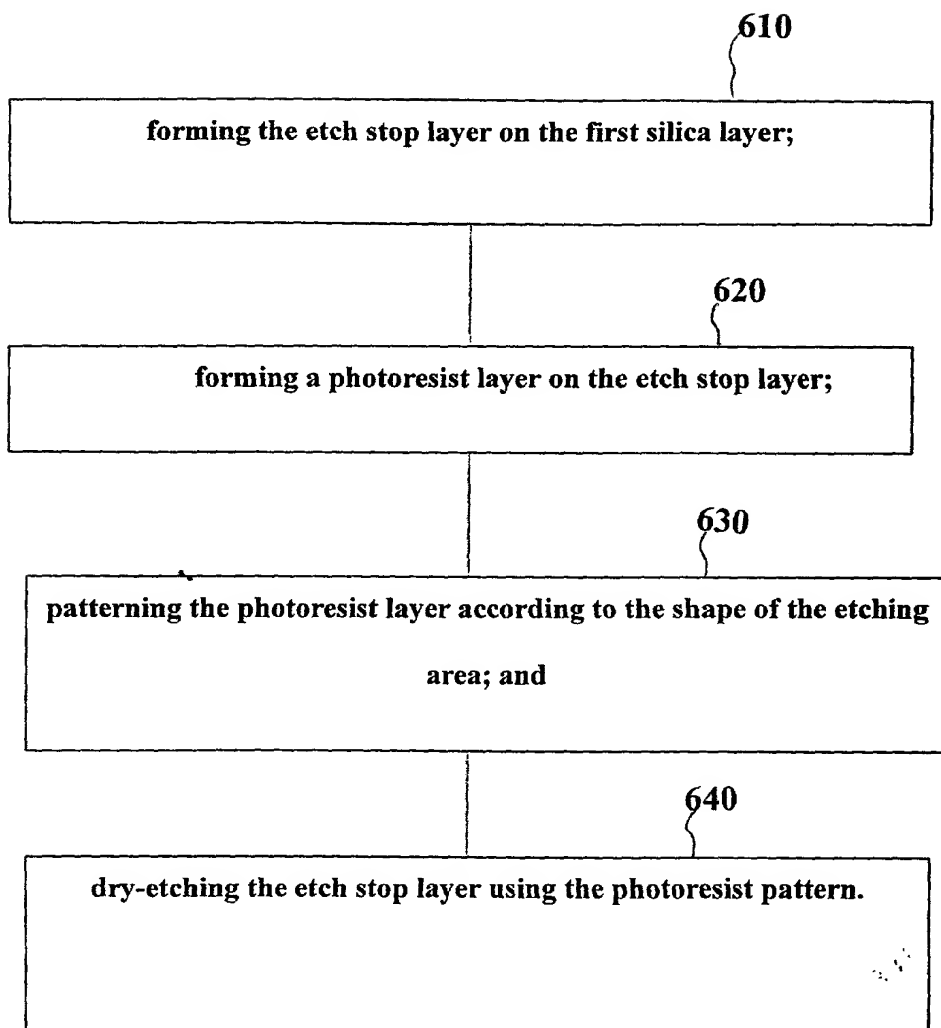 610
forming the etch stop layer on the first silica layer;
620
forming a photoresist layer on the etch stop layer;
630
patterning the photoresist layer according to the shape of the etching
area; and
640
dry-etching the etch stop layer using the photoresist pattern.